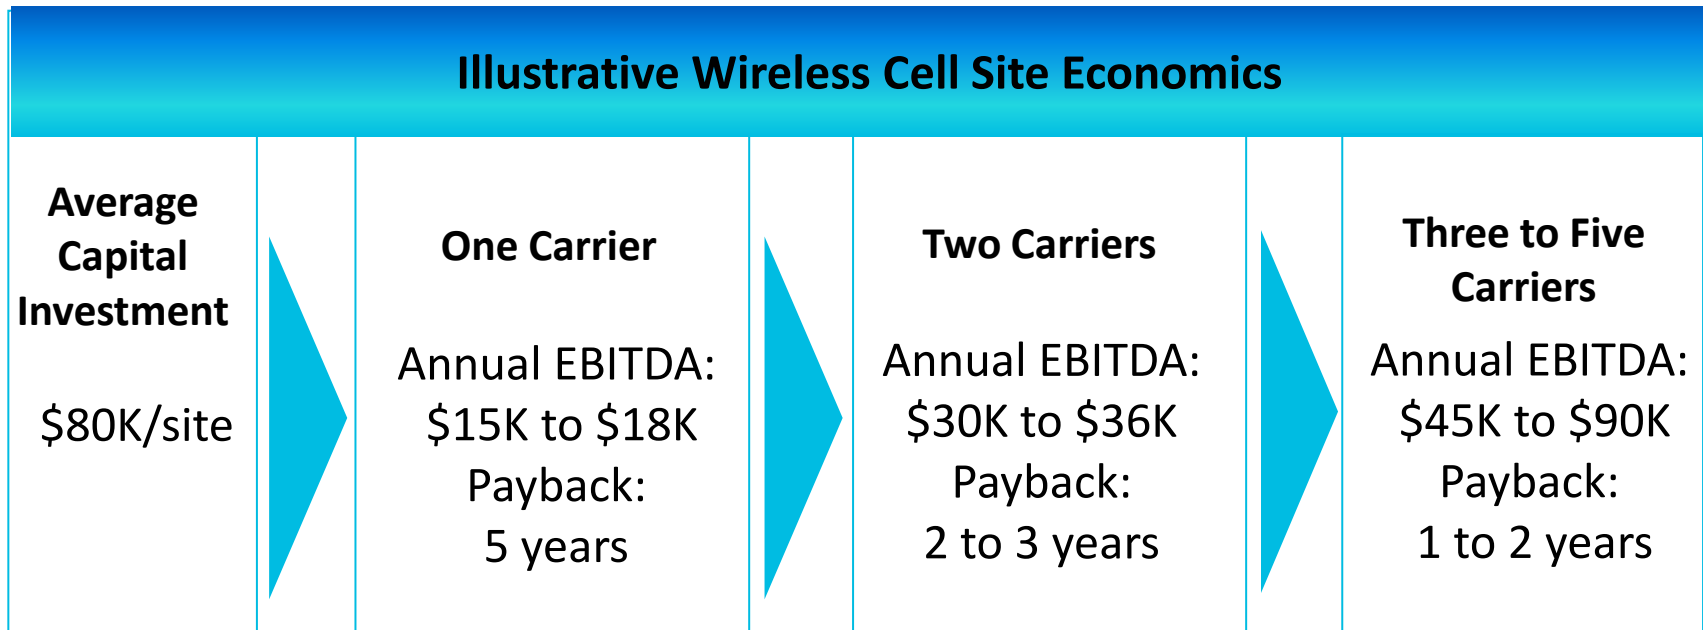 Illustrative Wireless Cell Site Economics
Average
Capital
Investment
$80K/site
One Carrier
Annual EBITDA:
$15K to $18K
Payback:
5 years
Two Carriers
Annual EBITDA:
$30K to $36K
Payback:
2 to 3 years
Three to Five
Carriers
Annual EBITDA:
$45K to $90K
Payback:
1 to 2 years